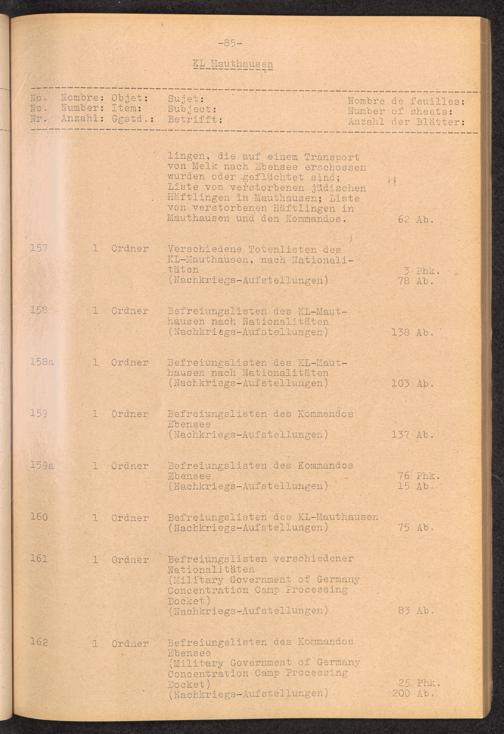 -85-
KL Mauthausen
No. Nombre: Objet: Sujet: Nombre de feuilles:
No. Number: Item: Subject: Number of sheets:
Nr. Anzahl: Ggstd.: Betrifft: Anzahl der Blätter:
lingen, die auf einem Transport
von Melk nach Ebensee erschossen
wurden oder geflüchtet sind;
Liste von verstorbenen jüdischen
Häftlingen in Mauthausen; Liste
von verstorbenen Häftlingen in
Mauthausen und den Kommandos. 62 Ab.
157 1 Ordner Verschiedene Totenlisten des
KL-Mauthausen, nach Nationali-
täten 3 Phk.
(Nachkriegs-Aufstellungen) 78 Ab.
158 1 Ordner Befreiungslisten des KL-Maut-
hausen nach Nationalitäten
(Nachkriegs-Aufstellungen) 138 Ab.
158a 1 Ordner Befreiungslisten des KL-Maut-
hausen nach Nationalitäten
(Nachkriegs-Aufstellungen) 103 Ab.
159 1 Ordner Befreiungslisten des Kommandos
Ebensee
(Nachkriegs-Aufstellungen) 137 Ab.
159a 1 Ordner Befreiungslisten des Kommandos
Ebensee 76 Phk.
(Nachkriegs-Aufstellungen) 15 Ab.
160 1 Ordner Befreiungslisten des KL-Mauthausen
(Nachkriegs-Aufstellungen) 75 Ab.
161 1 Ordner Befreiungslisten verschiedener
Nationalitäten
(Military Government of Germany
Concentration Camp Processing
Docket)
(Nachkriegs-Aufstellungen) 83 Ab.
162 1 Ordner Befreiungslisten des Kommandos
Ebensee
(Military Government of Germany
Concentration Camp Processing
Docket) 25 Phk.
(Nachkriegs-Aufstellungen) 200 Ab.